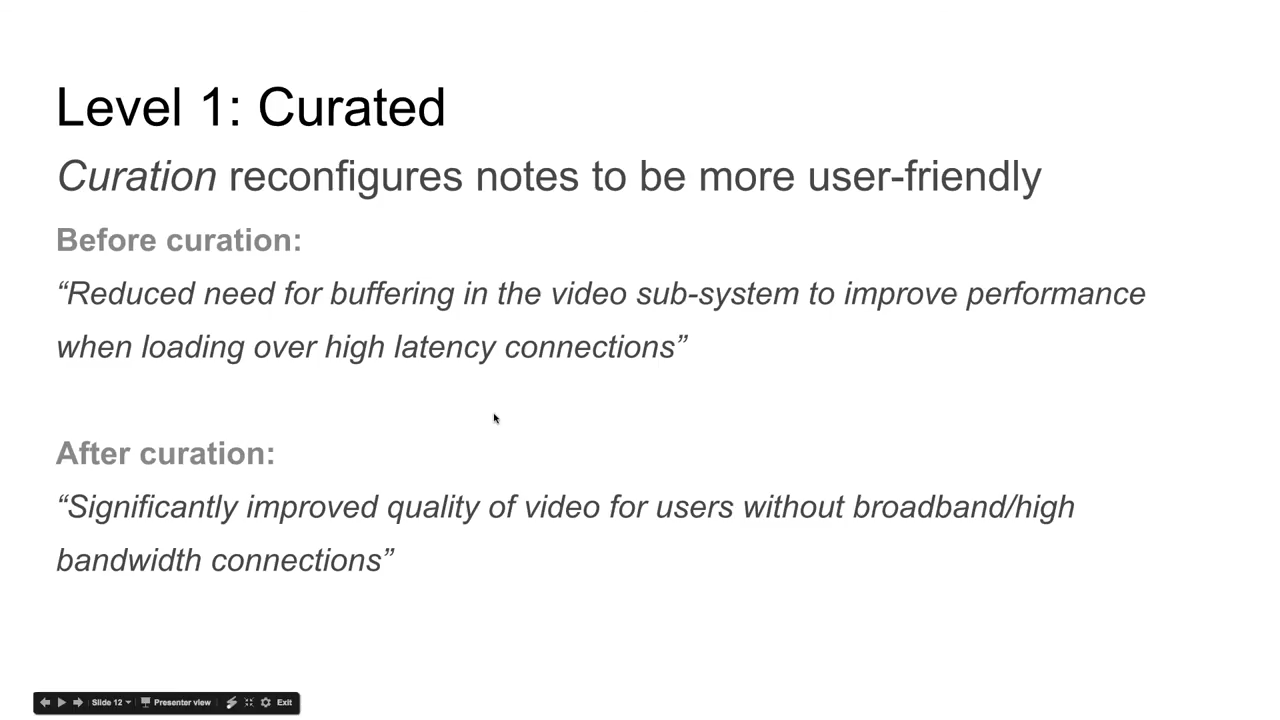 Level 1: Curated
Curation reconfigures notes to be more user-friendly
Before curation:
“Reduced need for buffering in the video sub-system to improve performance
when loading over high latency connections”
After curation:
“Significantly improved quality of video for users without broadband/high
bandwidth connections”
Slide 12 Presenter view Exit